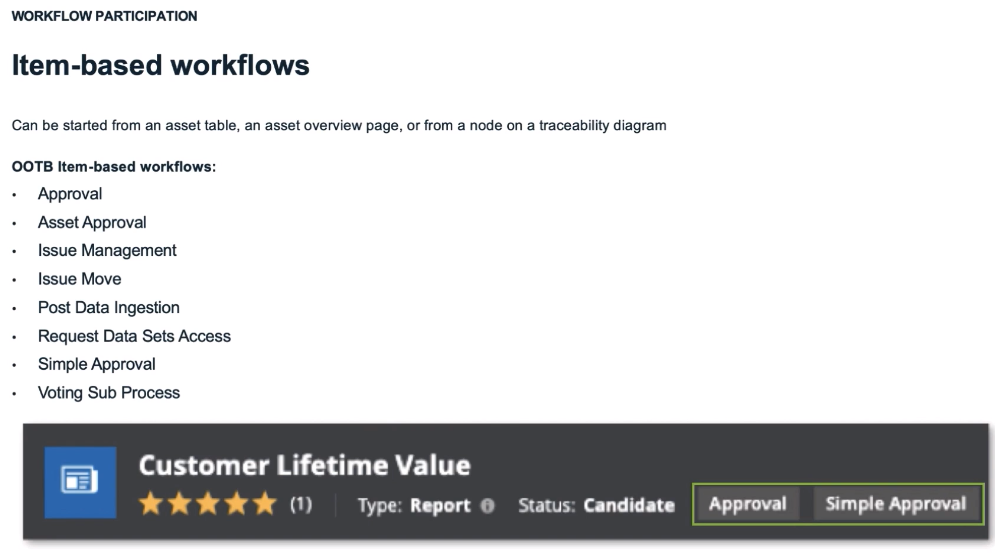 WORKFLOW PARTICIPATION
Item-based workflows
Can be started from an asset table, an asset overview page, or from a node on a traceability diagram
OOTB Item-based workflows:
• Approval
• Asset Approval
• Issue Management
• Issue Move
• Post Data Ingestion
• Request Data Sets Access
• Simple Approval
• Voting Sub Process
Customer Lifetime Value
(1) Type: Report Status: Candidate Approval Simple Approval